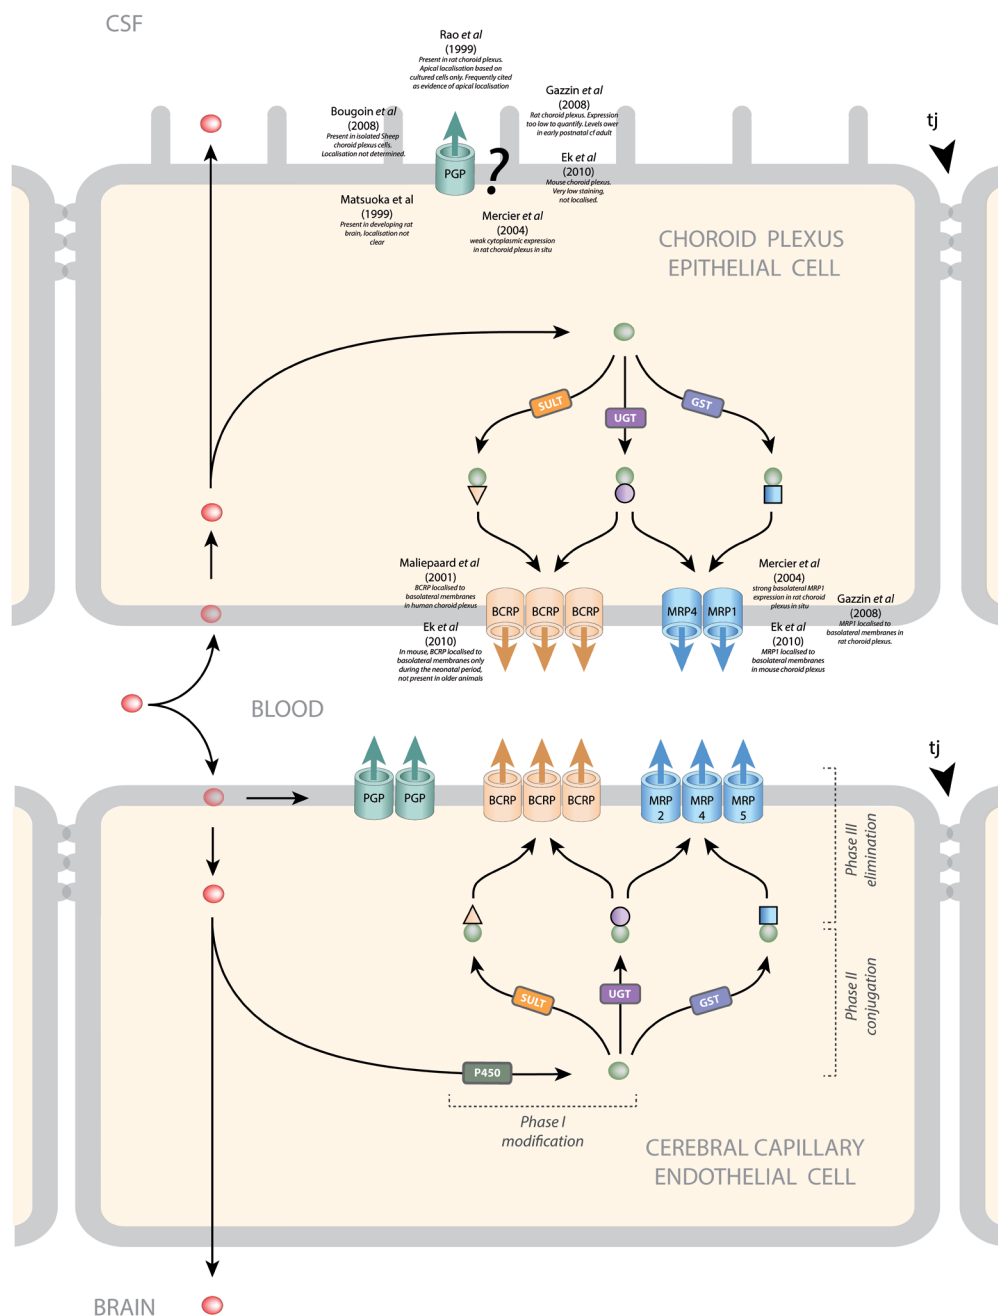 CSF
Rao et al
(1999)
Present in rat choroid plexus.
Apical localisation based on
cultured cells only. Frequently cited
as evidence of apical localisation
Gazzin et al
(2008)
Rat choroid plexus. Expression
too low to quantify. Levels ower
in early postnatal cf adult
Bougoin et al
(2008)
Present in isolated Sheep
choroid plexus cells.
Localisation not determined.
tj
PGP
?
Ek et al
(2010)
Mouse choroid plexus.
Very low staining,
not localised.
Matsuoka et al
(1999)
Present in developing rat
brain, localisation not
clear
Mercier et al
(2004)
weak cytoplasmic expression
in rat choroid plexus in situ
CHOROID PLEXUS
EPITHELIAL CELL
SULT
UGT
GST
Maliepaard et al
(2001)
BCRP localised to
basolateral membranes
in human choroid plexus
Ek et al
(2010)
In mouse, BCRP localised to
basolateral membranes only
during the neonatal period,
not present in older animals
BCRP
BCRP
BCRP
MRP4
MRP1
Mercier et al
(2004)
strong basolateral MRP1
expression in rat choroid
plexus in situ
Ek et al
(2010)
MRP1 localised to
basolateral membranes
in mouse choroid plexus
Gazzin et al
(2008)
MRP1 localised to
basolateral membranes in
rat choroid plexus.
BLOOD
tj
PGP
PGP
BCRP
BCRP
BCRP
MRP
2
MRP
4
MRP
5
Phase III
elimination
SULT
UGT
GST
Phase II
conjugation
P450
Phase I
modification
CEREBRAL CAPILLARY
ENDOTHELIAL CELL
BRAIN